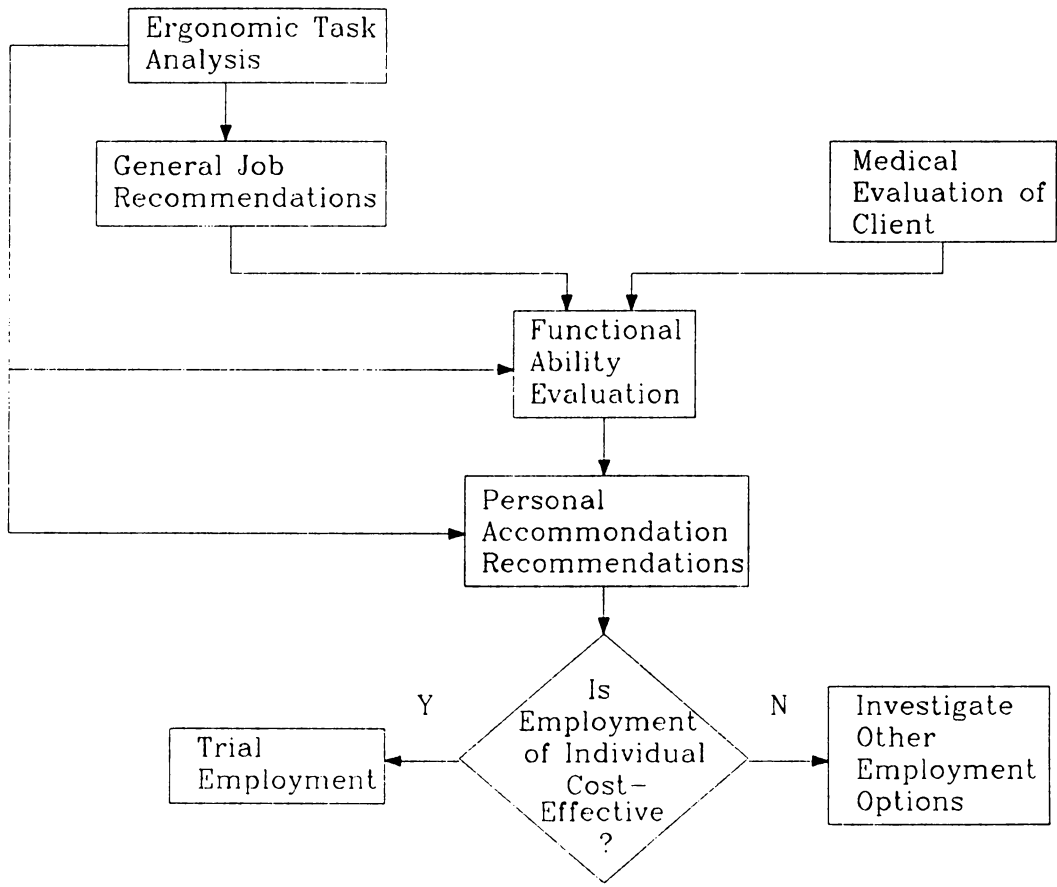 Ergonomic Task
Analysis
General Job
Recommendations
Medical
Evaluation of
Client
Functional
Ability
Evaluation
Personal
Accommondation
Recommendations
Is
Employment
of Individual
Cost-
Effective
?
Y
N
Trial
Employment
Investigate
Other
Employment
Options